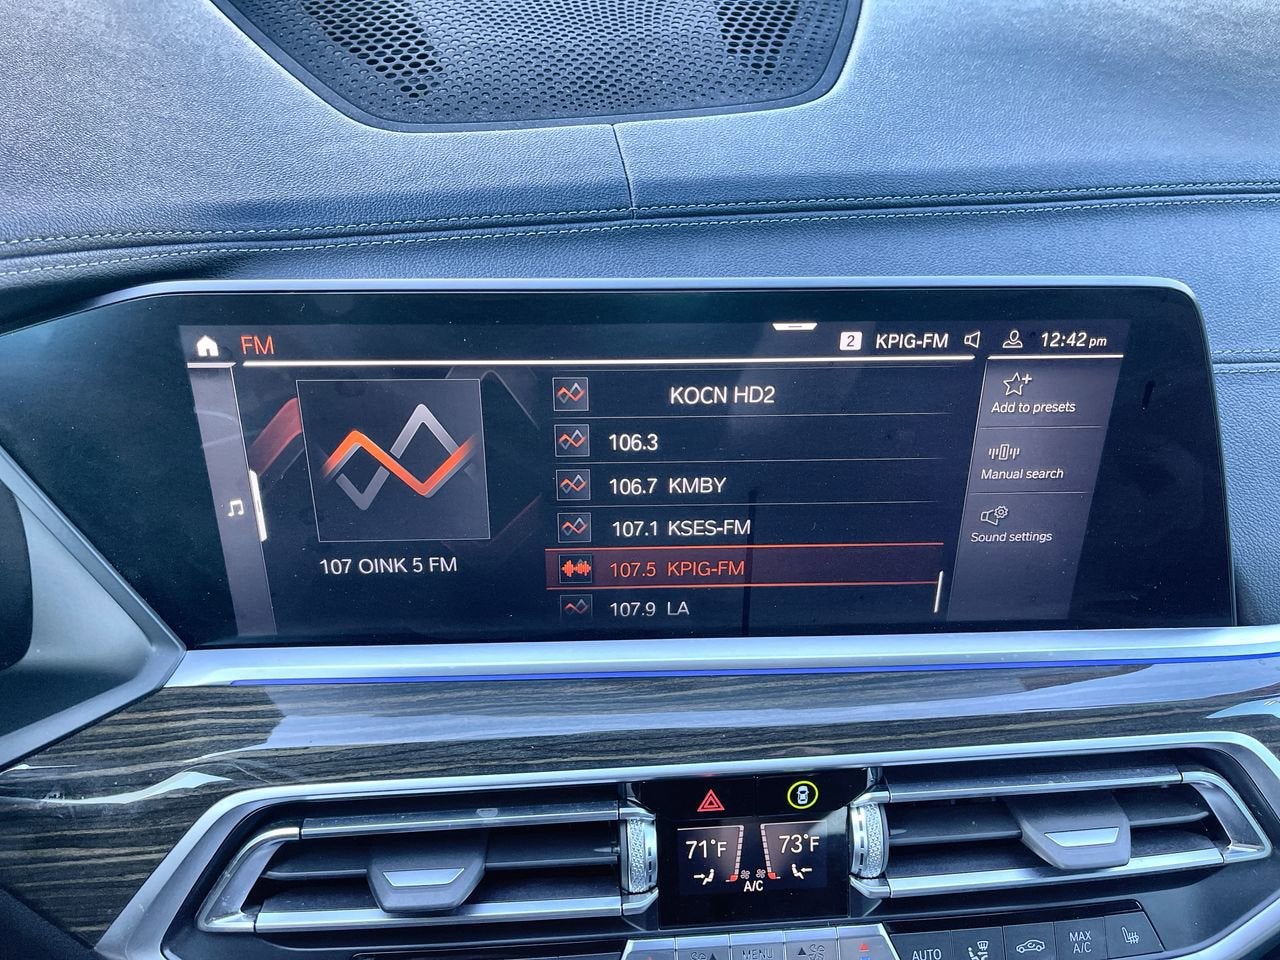 FM
2 KPIG-FM 12:42 pm
KOCN HD2
106.3
106.7 KMBY
107.1 KSES-FM
107.5 KPIG-FM
107.9 LA
107 OINK 5 FM
Add to presets
Manual search
Sound settings
71°F 73°F
A/C
MENU
AUTO
MAX
A/C